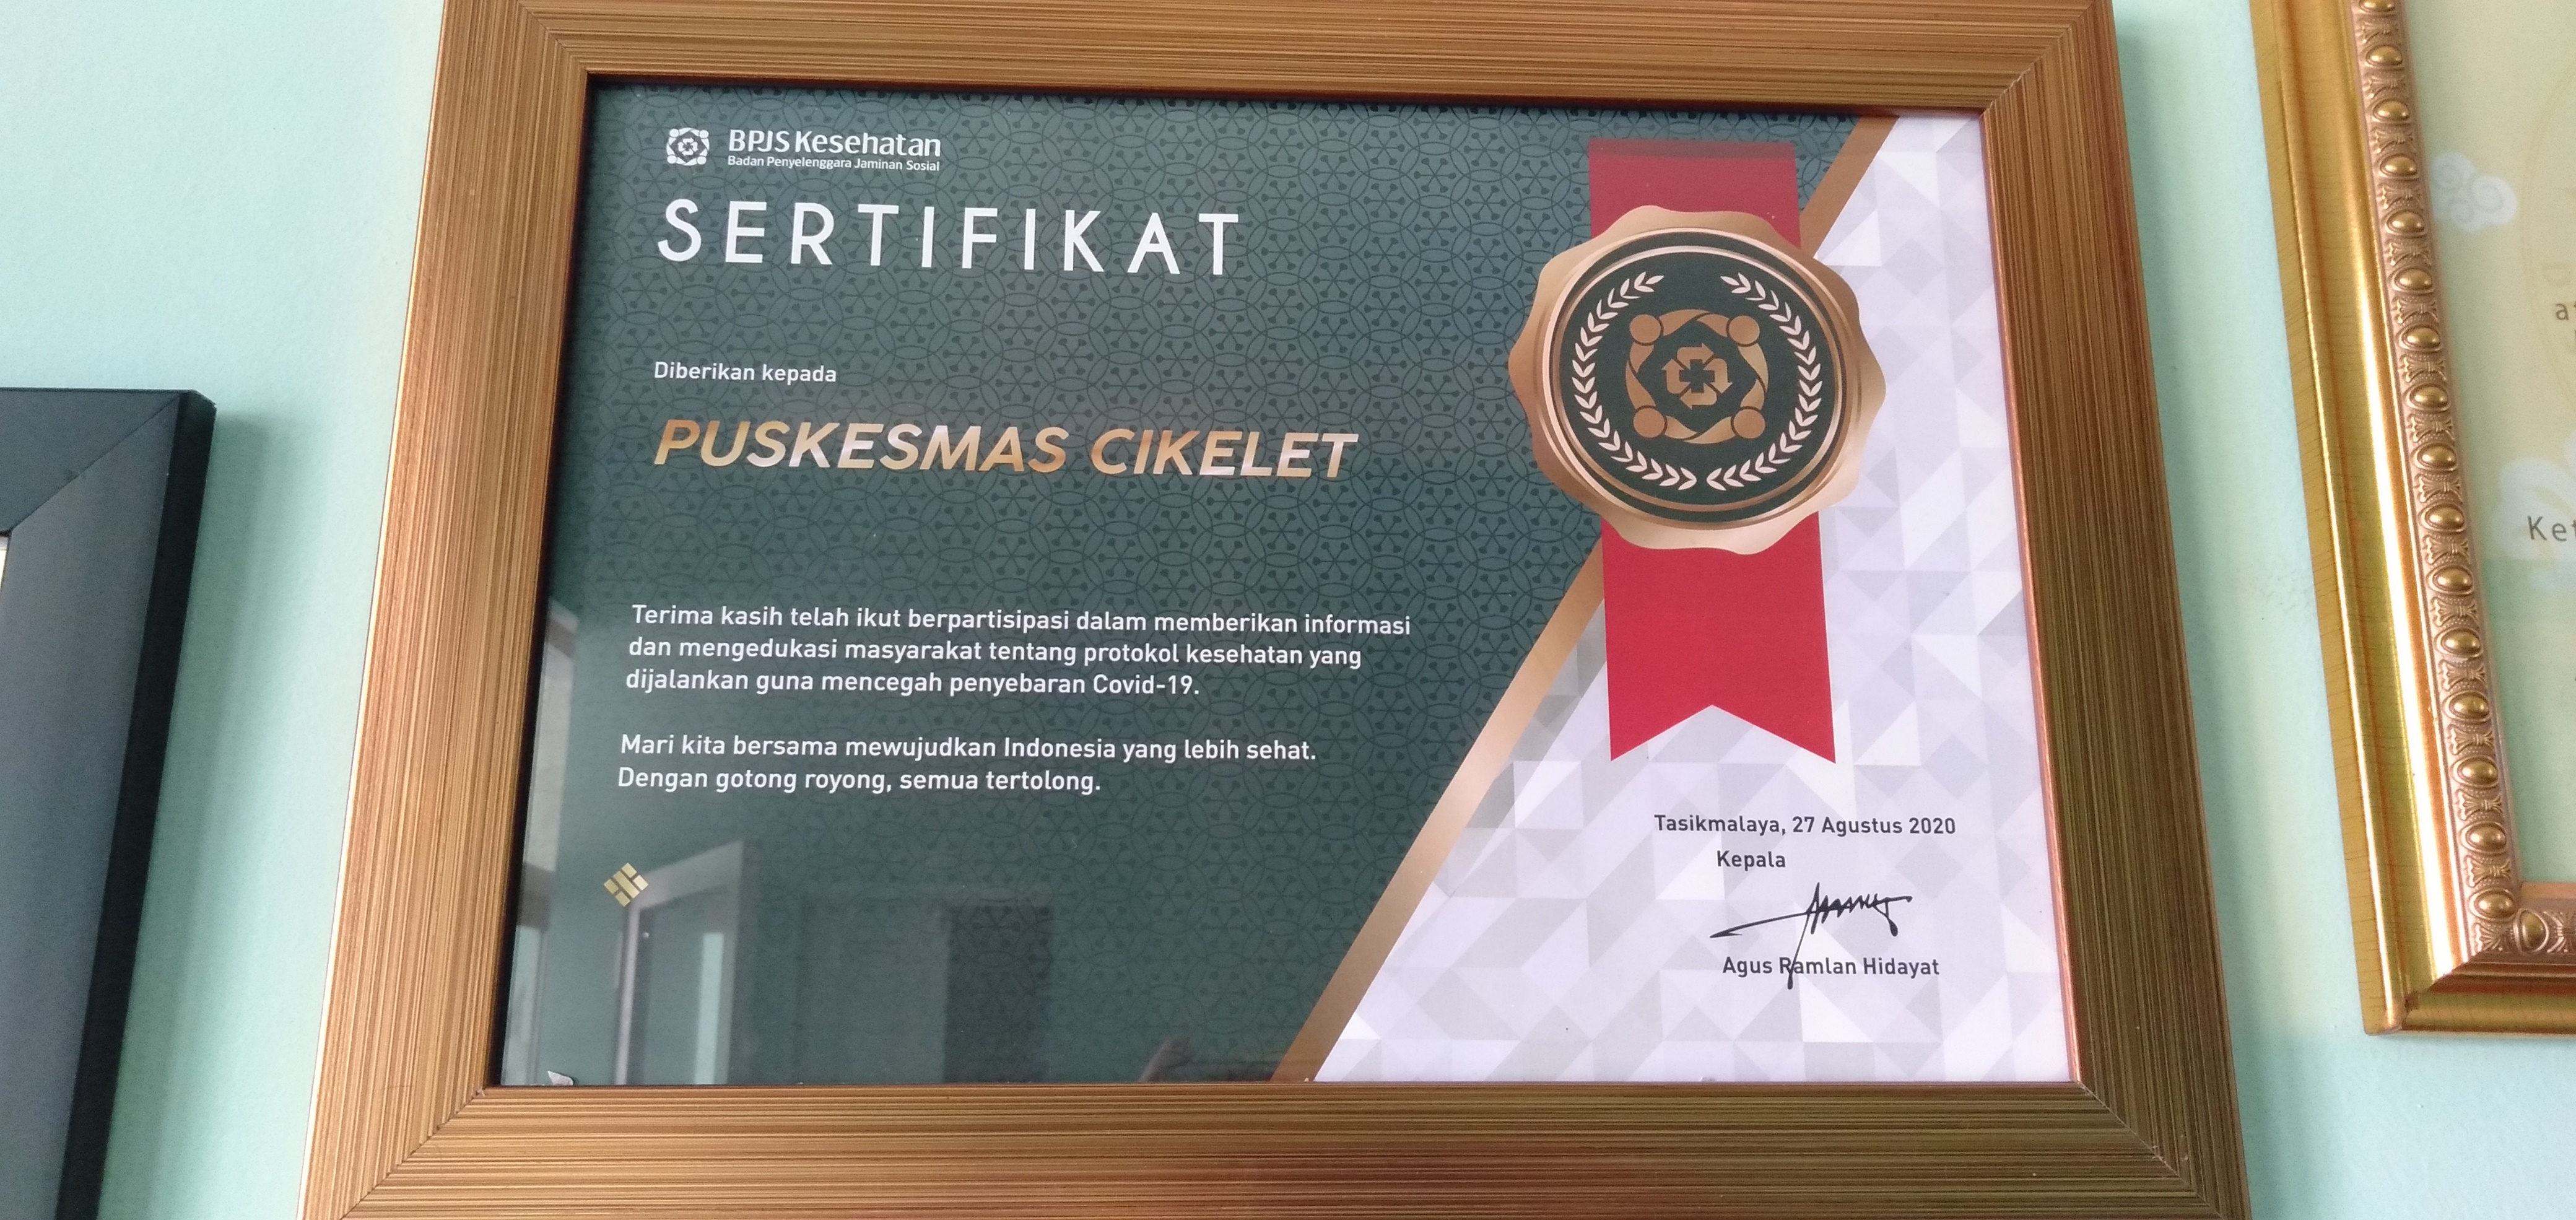 BPJS Kesehatan
Badan Penyelenggara Jaminan Sosial
SERTIFIKAT
Diberikan kepada
PUSKESMAS CIKELET
Terima kasih telah ikut berpartisipasi dalam memberikan informasi
dan mengedukasi masyarakat tentang protokol kesehatan yang
dijalankan guna mencegah penyebaran Covid-19.
Mari kita bersama mewujudkan Indonesia yang lebih sehat.
Dengan gotong royong, semua tertolong.
Tasikmalaya, 27 Agustus 2020
Kepala
Agus Ramlan Hidayat